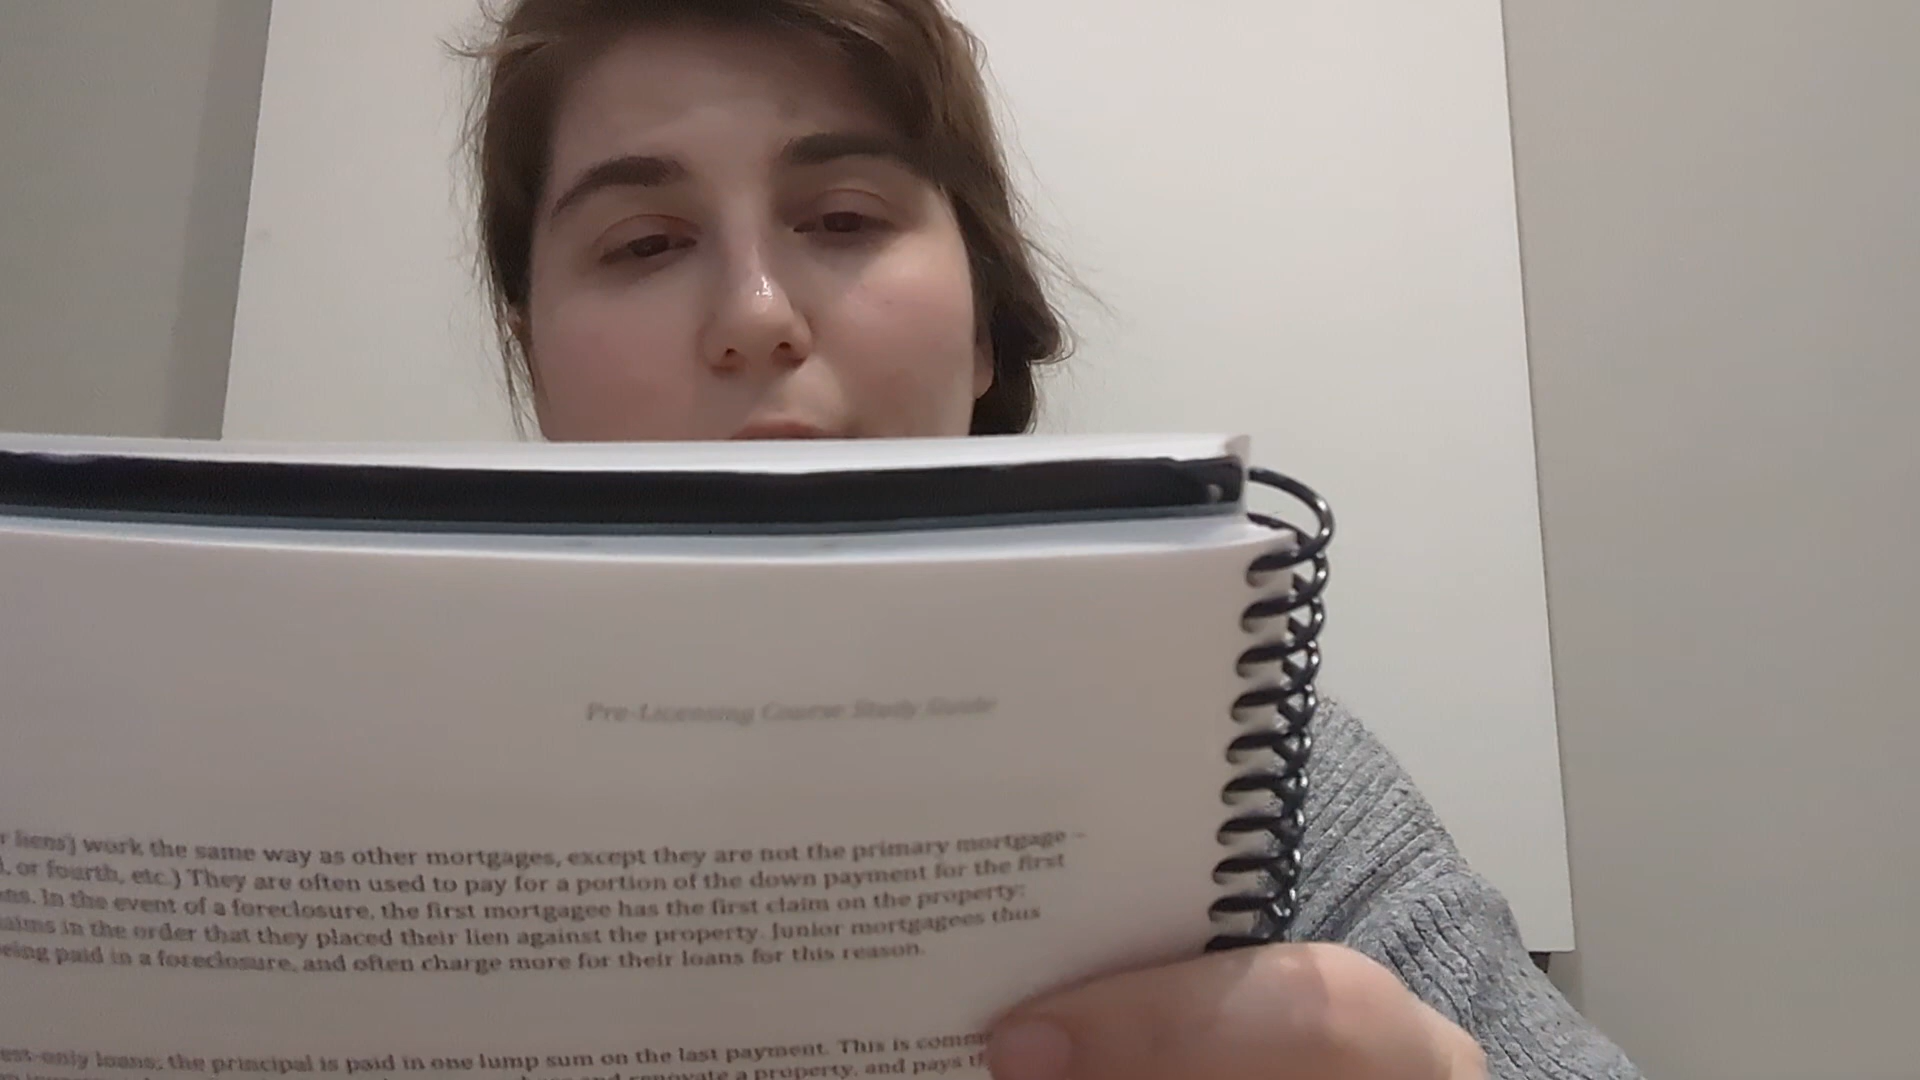 Pre-Licensing Course Study Guide
liens) work the same way as other mortgages, except they are not the primary mortgage –
, or fourth, etc.) They are often used to pay for a portion of the down payment for the first
In the event of a foreclosure, the first mortgagee has the first claim on the property;
in the order that they placed their lien against the property. Junior mortgagees thus
paid in a foreclosure, and often charge more for their loans for this reason.
-only loans; the principal is paid in one lump sum on the last payment. This is
and renovate a property, and pays